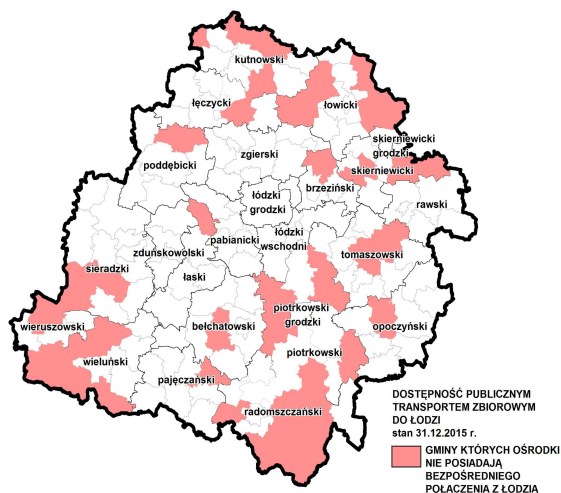 kutnowski
łęczycki
łowicki
skierniewicki
grodzki
skierniewicki
poddębicki
zgierski
brzeziński
rawski
łódzki
grodzki
łódzki
wschodni
pabianicki
zduńskowolski
sieradzki
łaski
tomaszowski
wieruszowski
bełchatowski
piotrkowski
grodzki
opoczyński
wieluński
piotrkowski
pajęczański
radomszczański
DOSTĘPNOŚĆ PUBLICZNYM
TRANSPORTEM ZBIOROWYM
DO ŁODZI
stan 31.12.2015 r.
GMINY KTÓRYCH OŚRODKI
NIE POSIADAJĄ
BEZPOŚREDNIEGO
POŁACZENIA Z ŁODZIA